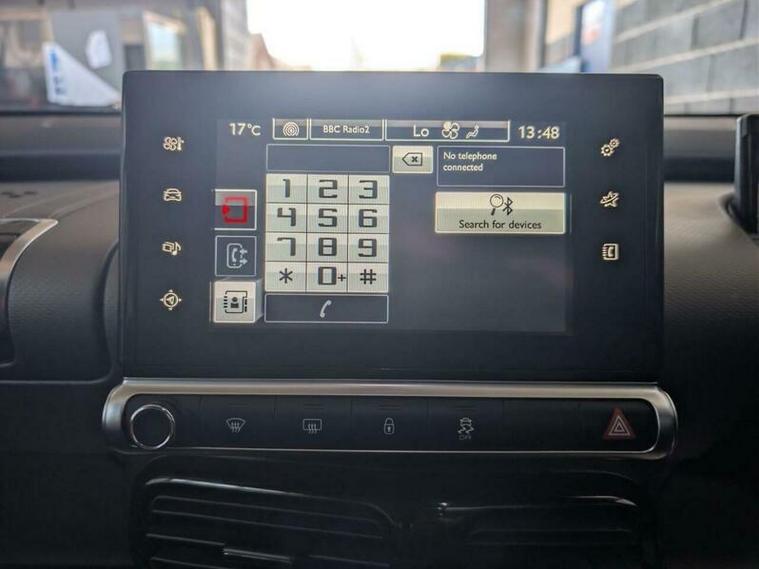 17°C BBC Radio2 Lo 13:48
No telephone
connected
1 2 3
4 5 6
7 8 9
* 0+ #
Search for devices
OFF